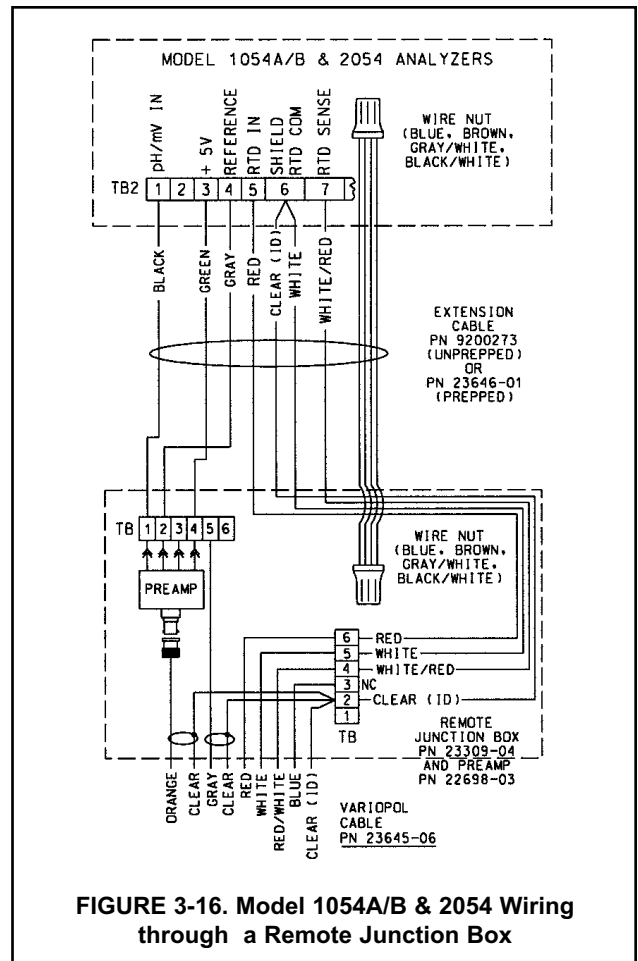 MODEL 1054A/B & 2054 ANALYZERS
pH/mV IN
+ 5V
REFERENCE
RTD IN
SHIELD
RTD COM
RTD SENSE
TB2 1 2 3 4 5 6 7
WIRE NUT
(BLUE, BROWN,
GRAY/WHITE,
BLACK/WHITE)
BLACK
GREEN
GRAY
RED
CLEAR (ID)
WHITE
WHITE/RED
EXTENSION
CABLE
PN 9200273
(UNPREPPED)
OR
PN 23646-01
(PREPPED)
TB 1 2 3 4 5 6
PREAMP
WIRE NUT
(BLUE, BROWN,
GRAY/WHITE,
BLACK/WHITE)
6 RED
5 WHITE
4 WHITE/RED
3 NC
2 CLEAR (ID)
1
TB
REMOTE
JUNCTION BOX
PN 23309-04
AND PREAMP
PN 22698-03
ORANGE
CLEAR
GRAY
CLEAR
RED
WHITE
RED/WHITE
BLUE
CLEAR (ID)
VARIOPOL
CABLE
PN 23645-06
FIGURE 3-16. Model 1054A/B & 2054 Wiring
through a Remote Junction Box